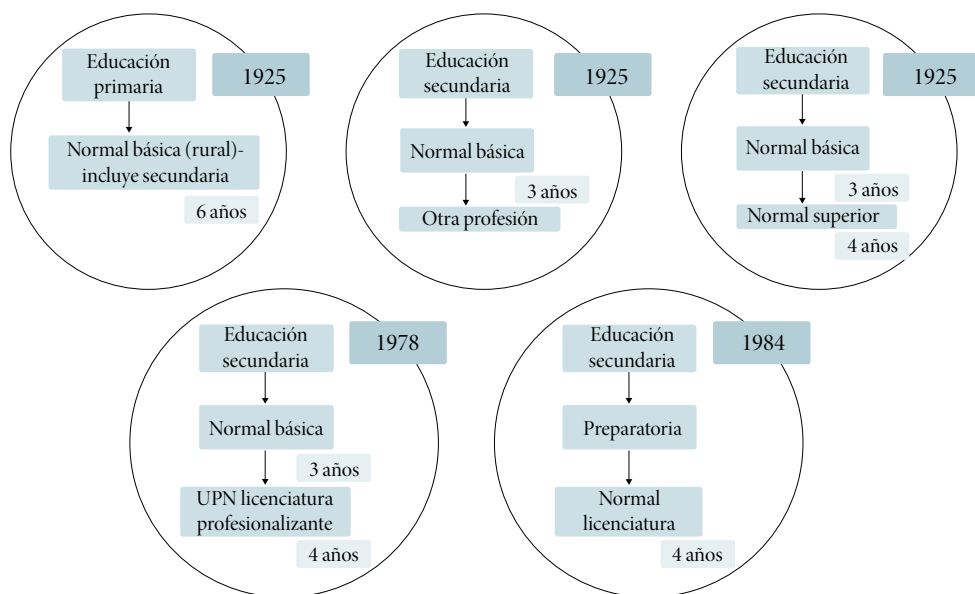 Educación
primaria
1925
Normal básica (rural)-
incluye secundaria
6 años
Educación
secundaria
1925
Normal básica
3 años
Otra profesión
Educación
secundaria
1925
Normal básica
3 años
Normal superior
4 años
Educación
secundaria
1978
Normal básica
3 años
UPN licenciatura
profesionalizante
4 años
Educación
secundaria
1984
Preparatoria
Normal
licenciatura
4 años